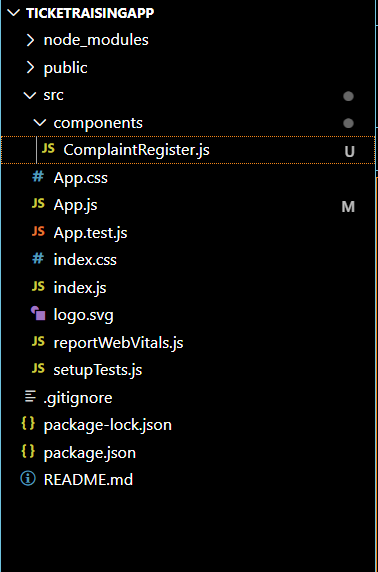 TICKETRAISINGAPP
node_modules
public
src
components
JS ComplaintRegister.js U
# App.css
JS App.js M
JS App.test.js
# index.css
JS index.js
logo.svg
JS reportWebVitals.js
JS setupTests.js
.gitignore
{} package-lock.json
{} package.json
README.md